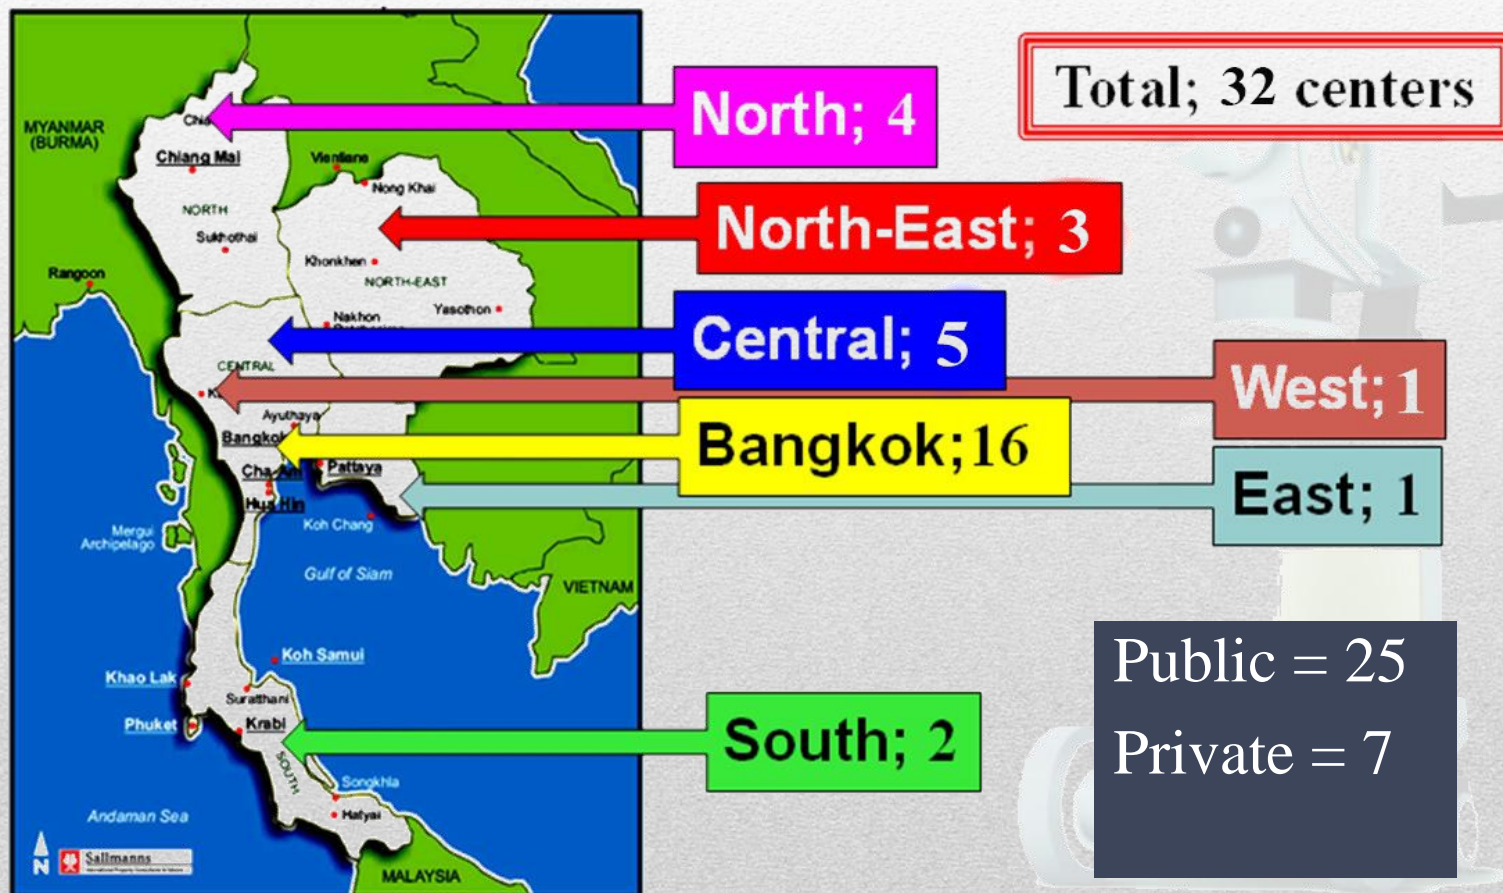 Total; 32 centers
North; 4
North-East; 3
Central; 5
West; 1
Bangkok;16
East; 1
South; 2
Public = 25
Private = 7
MYANMAR
(BURMA)
Chiang Mai
Vientiane
Nong Khai
NORTH
Sukhothai
Khonkhen
NORTH-EAST
Rangoon
Nakhon
Yasothon
CENTRAL
Ayuthaya
Bangkok
Cha-Am
Pattaya
Hua Hin
Koh Chang
Mergui
Archipelago
Gulf of Siam
VIETNAM
Koh Samui
Khao Lak
Suratthani
Phuket
Krabi
SOUTH
Songkhla
Hatyai
Andaman Sea
N
Sallmanns
MALAYSIA